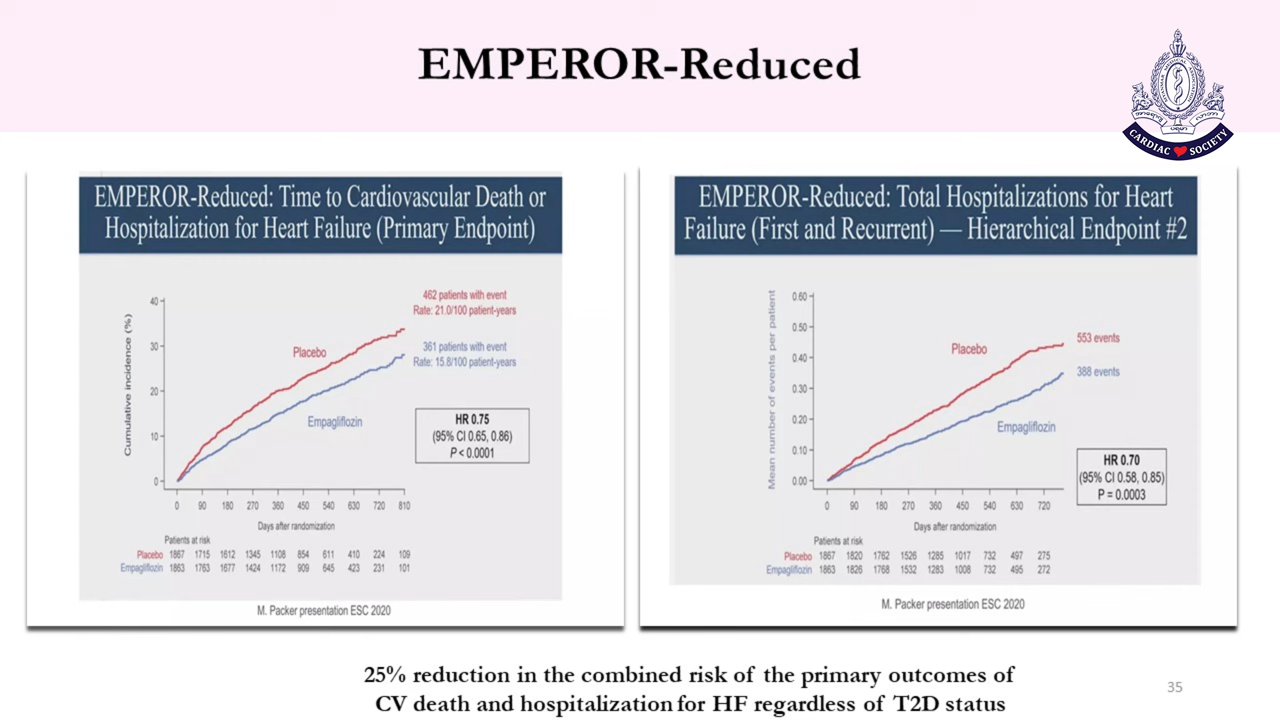 EMPEROR-Reduced
CARDIAC SOCIETY
EMPEROR-Reduced: Time to Cardiovascular Death or
Hospitalization for Heart Failure (Primary Endpoint)
Cumulative incidence (%)
40
30
20
10
0
462 patients with event
Rate: 21.0/100 patient-years
Placebo
361 patients with event
Rate: 15.8/100 patient-years
Empagliflozin
HR 0.75
(95% CI 0.65, 0.86)
P < 0.0001
0 90 180 270 360 450 540 630 720 810
Days after randomization
Patients at risk
Placebo 1867 1715 1612 1345 1108 854 611 410 224 109
Empagliflozin 1863 1763 1677 1424 1172 909 645 423 231 101
M. Packer presentation ESC 2020
EMPEROR-Reduced: Total Hospitalizations for Heart
Failure (First and Recurrent) — Hierarchical Endpoint #2
Mean number of events per patient
0.60
0.50
0.40
0.30
0.20
0.10
0.00
553 events
Placebo
388 events
Empagliflozin
HR 0.70
(95% CI 0.58, 0.85)
P = 0.0003
0 90 180 270 360 450 540 630 720
Days after randomization
Patients at risk
Placebo 1867 1820 1762 1526 1285 1017 732 497 275
Empagliflozin 1863 1826 1768 1532 1283 1008 732 495 272
M. Packer presentation ESC 2020
25% reduction in the combined risk of the primary outcomes of
CV death and hospitalization for HF regardless of T2D status
35